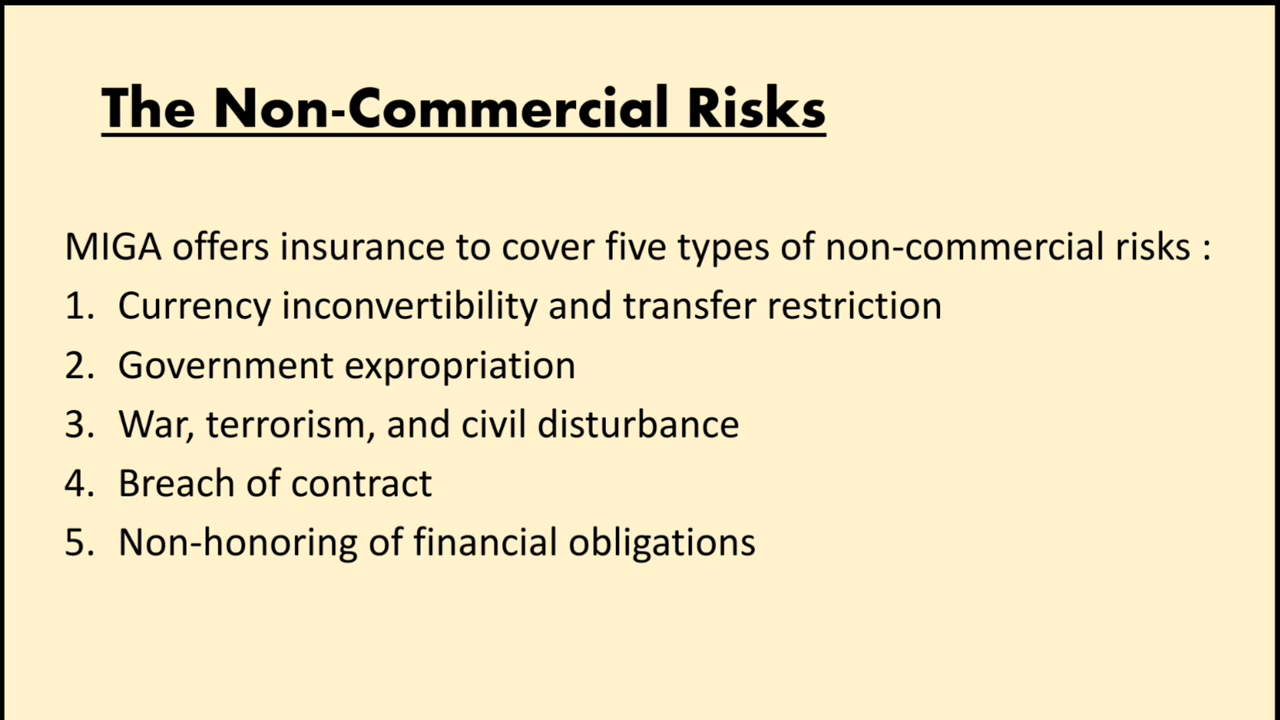 The Non-Commercial Risks
MIGA offers insurance to cover five types of non-commercial risks :
1. Currency inconvertibility and transfer restriction
2. Government expropriation
3. War, terrorism, and civil disturbance
4. Breach of contract
5. Non-honoring of financial obligations